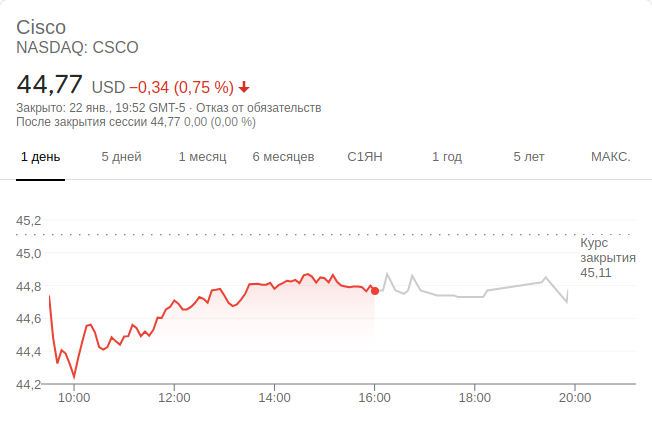 Cisco
NASDAQ: CSCO
44,77 USD −0,34 (0,75 %)
Закрыто: 22 янв., 19:52 GMT-5 · Отказ от обязательств
После закрытия сессии 44,77 0,00 (0,00 %)
1 день 5 дней 1 месяц 6 месяцев С1ЯН 1 год 5 лет МАКС.
45,2
45,0
44,8
44,6
44,4
44,2
Курс
закрытия
45,11
10:00 12:00 14:00 16:00 18:00 20:00